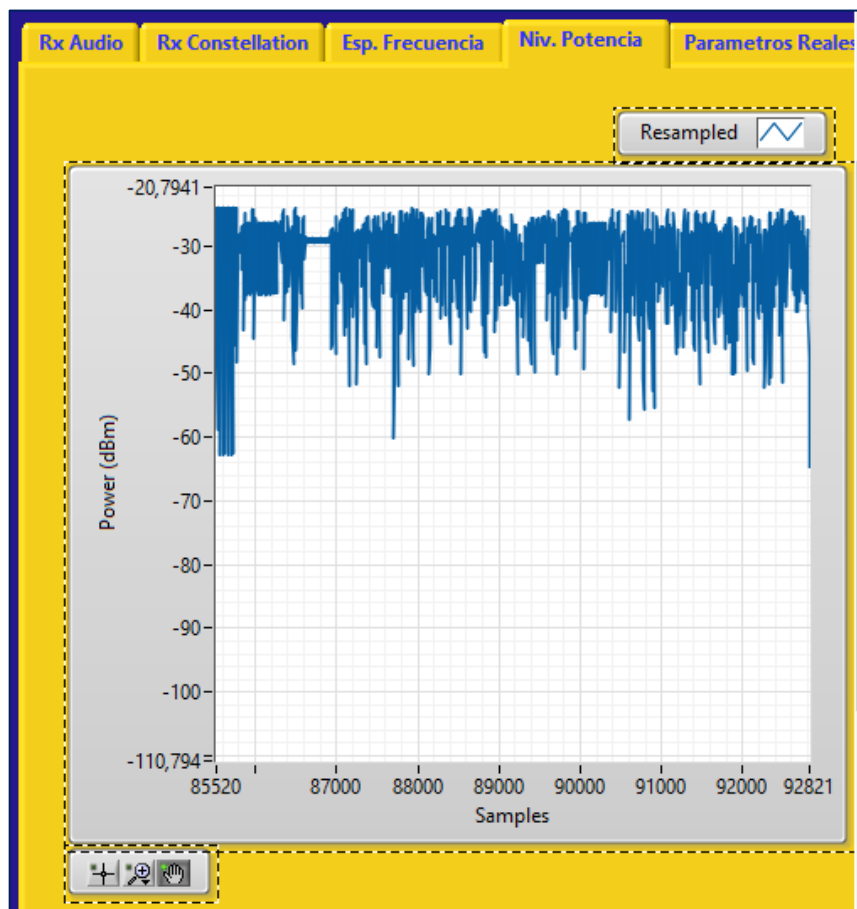 Rx Audio Rx Constellation Esp. Frecuencia Niv. Potencia Parametros Reales
Resampled
-20,7941
-30
-40
-50
-60
-70
-80
-90
-100
-110,794
Power (dBm)
85520 87000 88000 89000 90000 91000 92000 92821
Samples